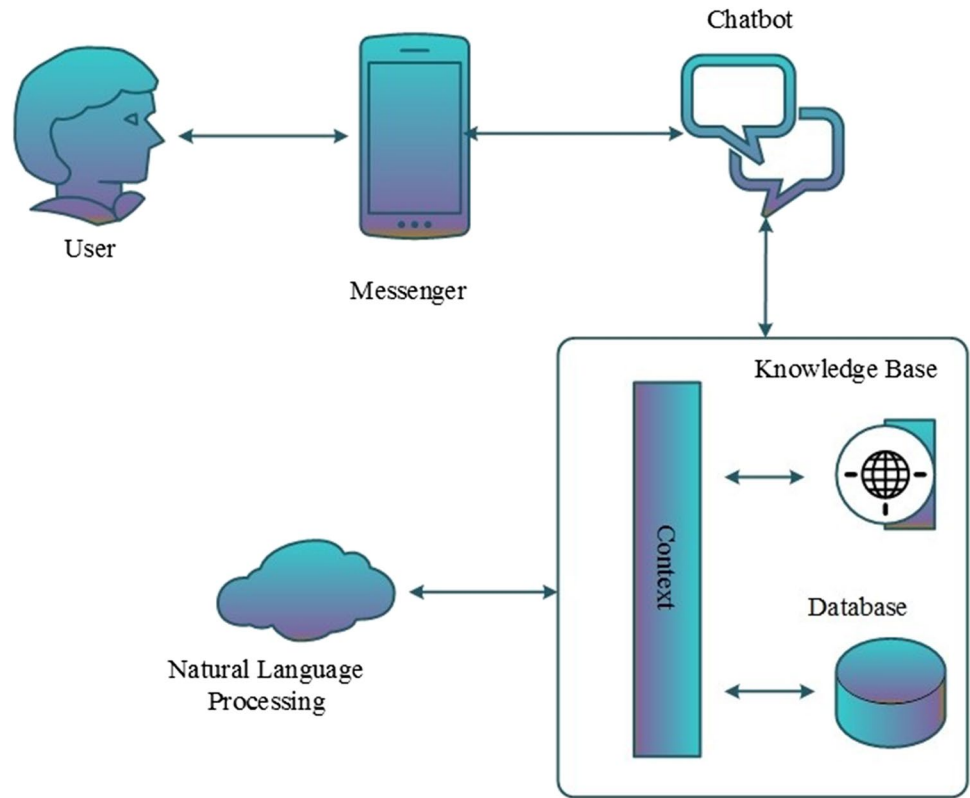 Chatbot
User
Messenger
Knowledge Base
Context
Database
Natural Language
Processing